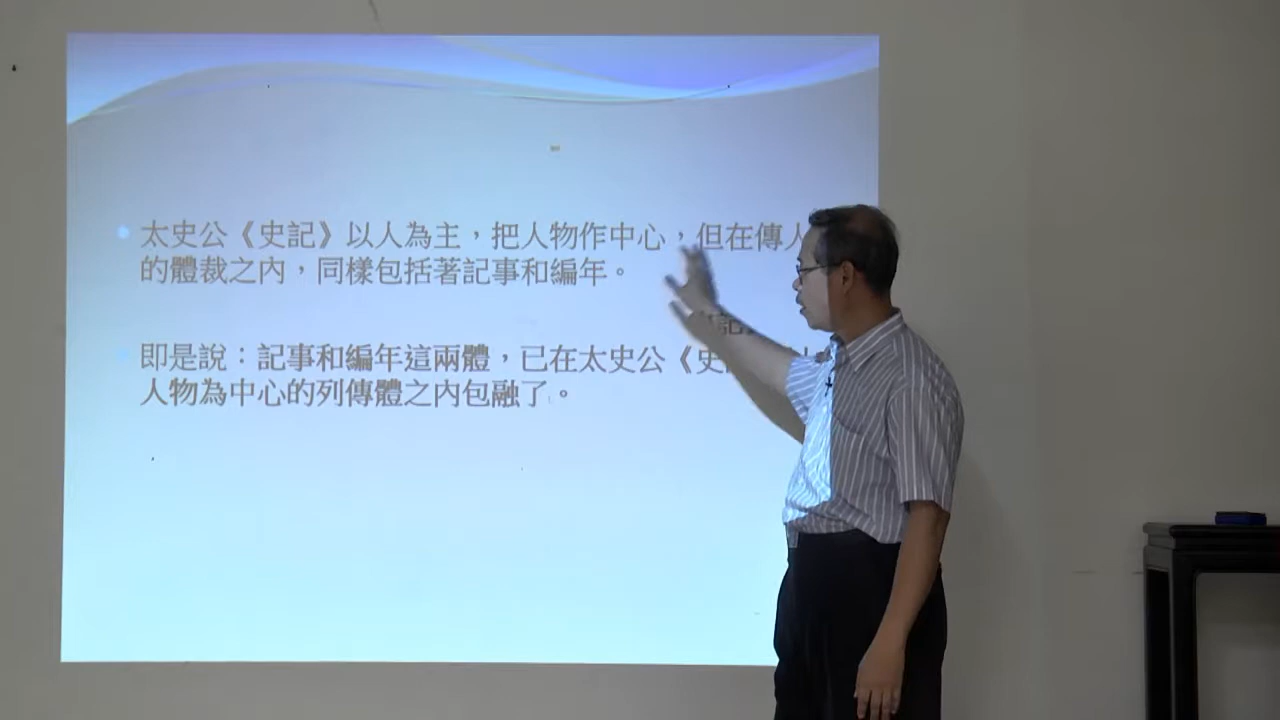 太史公《史記》以人為主，把人物作中心，但在傳人
的體裁之內，同樣包括著記事和編年。
即是說：記事和編年這兩體，已在太史公《史記
人物為中心的列傳體之內包融了。